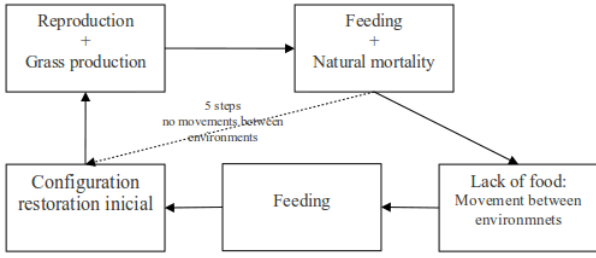 Reproduction
+
Grass production
Feeding
+
Natural mortality
5 steps
no movements between
environments
Configuration
restoration inicial
Feeding
Lack of food:
Movement between
environmnets